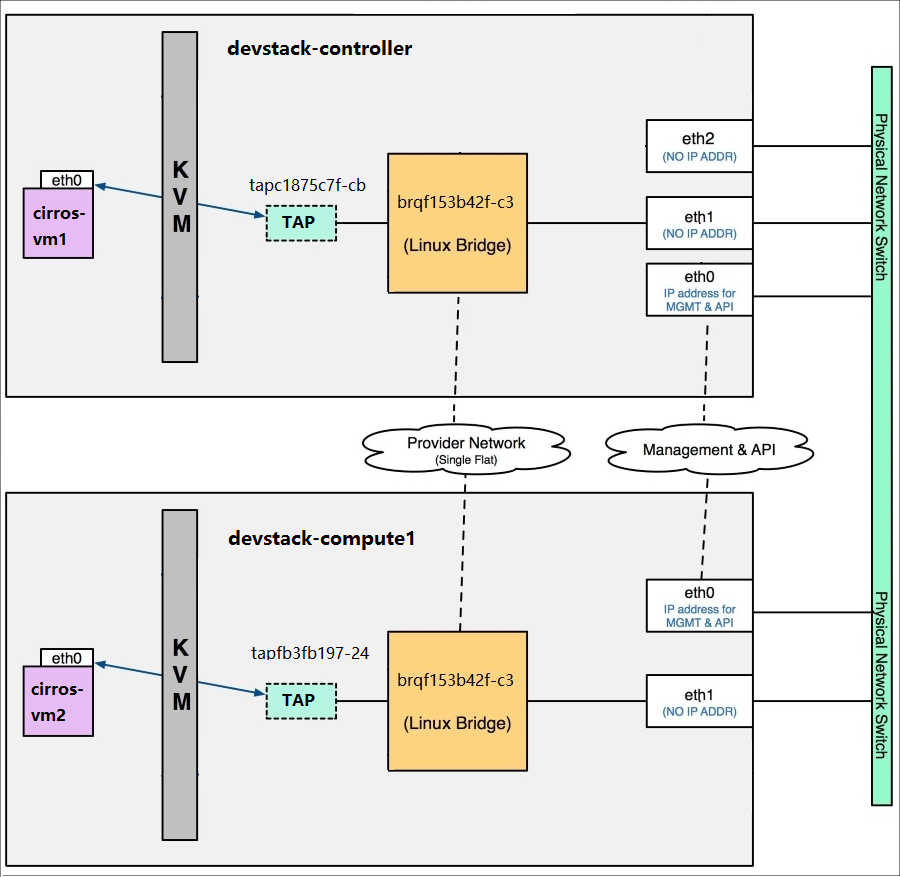 devstack-controller
K
V
M
eth0
cirros-
vm1
tapc1875c7f-cb
TAP
brqf153b42f-c3
(Linux Bridge)
eth2
(NO IP ADDR)
eth1
(NO IP ADDR)
eth0
IP address for
MGMT & API
Physical Network Switch
Provider Network
(Single Flat)
Management & API
devstack-compute1
K
V
M
eth0
cirros-
vm2
tapfb3fb197-24
TAP
brqf153b42f-c3
(Linux Bridge)
eth0
IP address for
MGMT & API
eth1
(NO IP ADDR)
Physical Network Switch